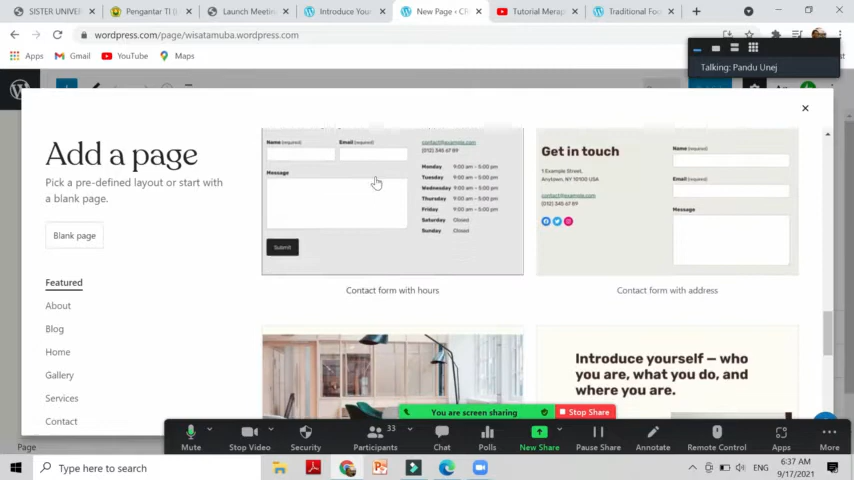 SISTER UNIVER
Pengantar TI (
Launch Meetin
Introduce You
New Page ‹ C
Tutorial Merap
Traditional Foo
wordpress.com/page/wisatamuba.wordpress.com
Apps
Gmail
YouTube
Maps
Talking: Pandu Unej
Add a page
Pick a pre-defined layout or start with
a blank page.
Blank page
Featured
About
Blog
Home
Gallery
Services
Contact
Name (required)
Email (required)
Message
Submit
contact@example.com
(012) 345 67 89
Monday 9:00 am - 5:00 pm
Tuesday 9:00 am - 5:00 pm
Wednesday 9:00 am - 5:00 pm
Thursday 9:00 am - 5:00 pm
Friday 9:00 am - 5:00 pm
Saturday Closed
Sunday Closed
Contact form with hours
Get in touch
1 Example Street,
Anytown, NY 10100 USA
contact@example.com
(012) 345 67 89
Name (required)
Email (required)
Message
Contact form with address
Introduce yourself – who
you are, what you do, and
where you are.
You are screen sharing
Stop Share
Mute
Stop Video
Security
33
Participants
Chat
Polls
New Share
Pause Share
Annotate
Remote Control
Apps
More
Page
Type here to search
ENG
6:37 AM
9/17/2021